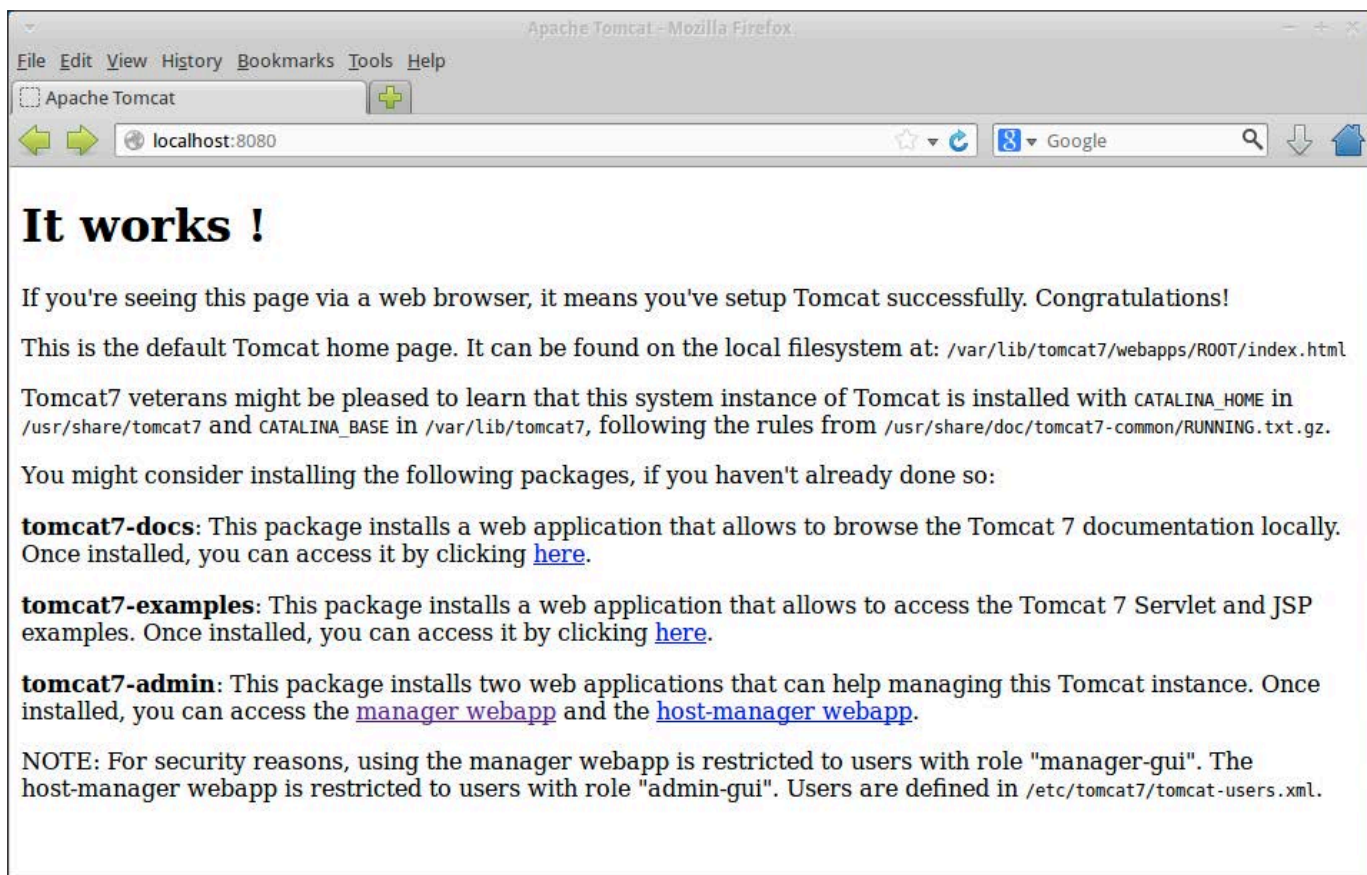 Apache Tomcat - Mozilla Firefox
File Edit View History Bookmarks Tools Help
Apache Tomcat
localhost:8080
Google
It works !
If you're seeing this page via a web browser, it means you've setup Tomcat successfully. Congratulations!
This is the default Tomcat home page. It can be found on the local filesystem at: /var/lib/tomcat7/webapps/ROOT/index.html
Tomcat7 veterans might be pleased to learn that this system instance of Tomcat is installed with CATALINA_HOME in
/usr/share/tomcat7 and CATALINA_BASE in /var/lib/tomcat7, following the rules from /usr/share/doc/tomcat7-common/RUNNING.txt.gz.
You might consider installing the following packages, if you haven't already done so:
tomcat7-docs: This package installs a web application that allows to browse the Tomcat 7 documentation locally.
Once installed, you can access it by clicking here.
tomcat7-examples: This package installs a web application that allows to access the Tomcat 7 Servlet and JSP
examples. Once installed, you can access it by clicking here.
tomcat7-admin: This package installs two web applications that can help managing this Tomcat instance. Once
installed, you can access the manager webapp and the host-manager webapp.
NOTE: For security reasons, using the manager webapp is restricted to users with role "manager-gui". The
host-manager webapp is restricted to users with role "admin-gui". Users are defined in /etc/tomcat7/tomcat-users.xml.